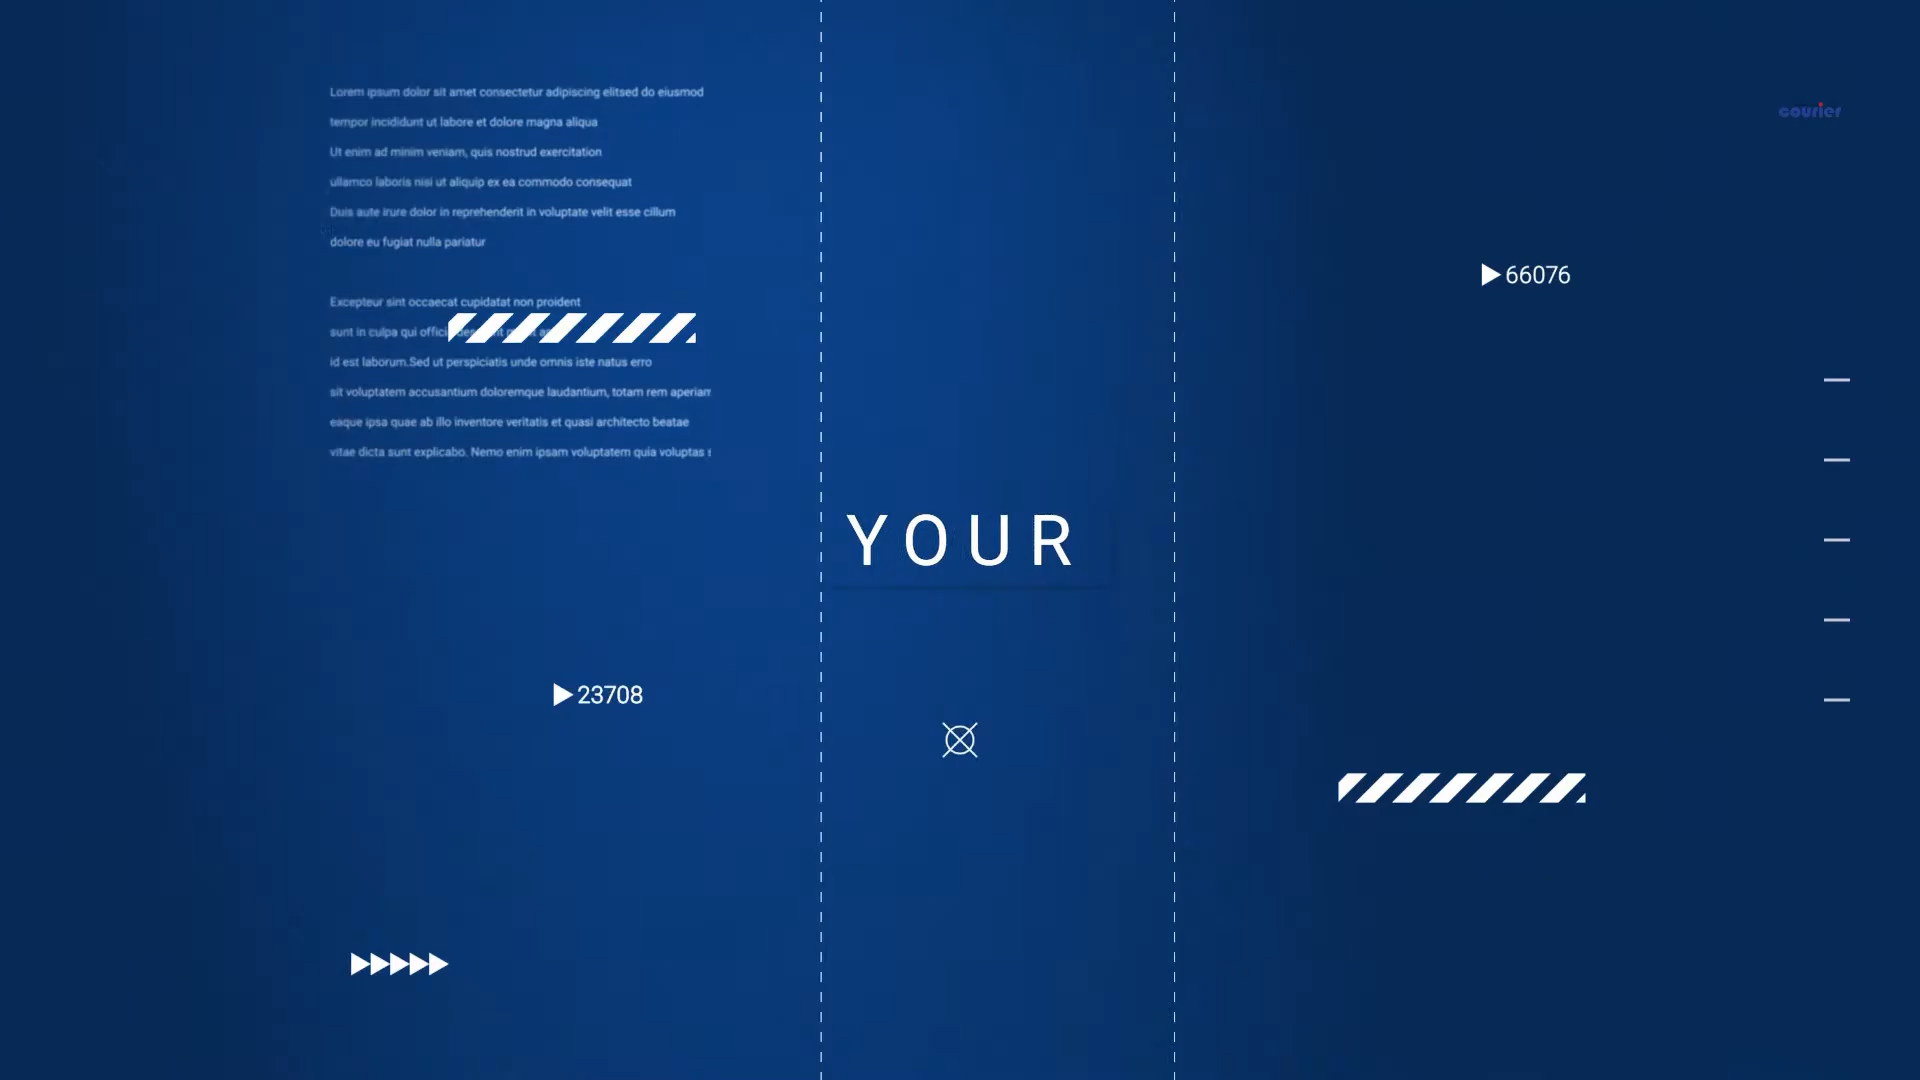 Lorem ipsum dolor sit amet consectetur adipiscing elitsed do eiusmod
tempor incididunt ut labore et dolore magna aliqua
Ut enim ad minim veniam, quis nostrud exercitation
ullamco laboris nisi ut aliquip ex ea commodo consequat
Duis aute irure dolor in reprehenderit in voluptate velit esse cillum
dolore eu fugiat nulla pariatur
Excepteur sint occaecat cupidatat non proident
sunt in culpa qui
id est laborum.Sed ut perspiciatis unde omnis iste natus erro
sit voluptatem accusantium doloremque laudantium, totam rem aperiam
eaque ipsa quae ab illo inventore veritatis et quasi architecto beatae
vitae dicta sunt explicabo. Nemo enim ipsam voluptatem quia voluptas
courier
66076
YOUR
23708